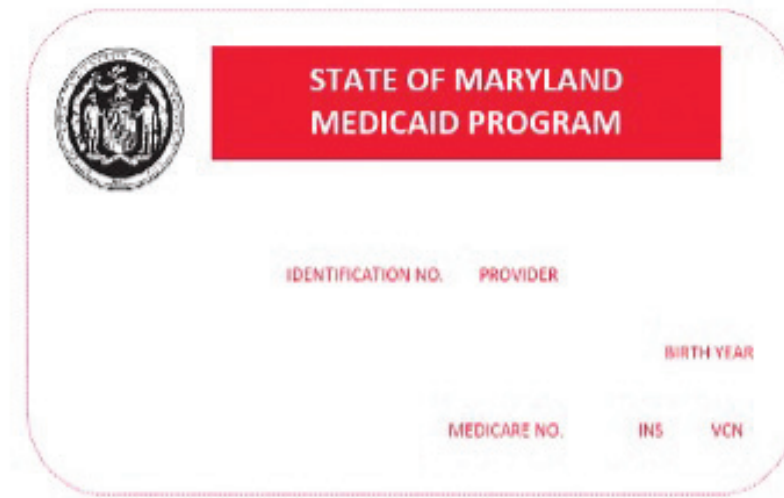 STATE OF MARYLAND
MEDICAID PROGRAM
IDENTIFICATION NO. PROVIDER
BIRTH YEAR
MEDICARE NO. INS VCN